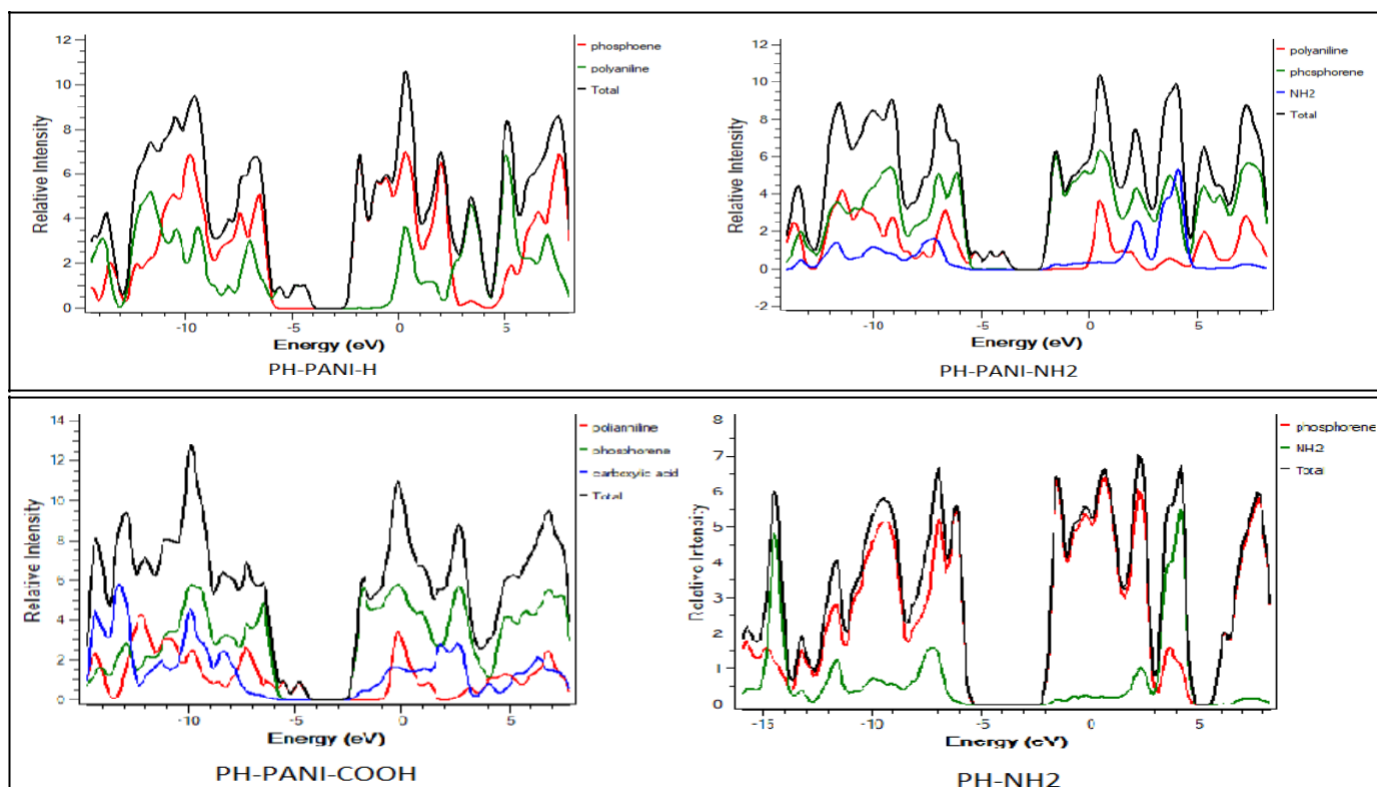 12
10
8
6
4
2
0
Relative Intensity
-10
-5
0
5
Energy (eV)
phosphoene
polyaniline
Total
PH-PANI-H
12
10
8
6
4
2
0
-2
Relative Intensity
-10
-5
0
5
Energy (eV)
polyaniline
phosphorene
NH2
Total
PH-PANI-NH2
14
12
10
8
6
4
2
0
Relative Intensity
-10
-5
0
5
Energy (eV)
phosphorene
carboxylic acid
Total
PH-PANI-COOH
8
7
6
5
4
3
2
1
0
Relative Intensity
-15
-10
-5
0
5
Energy (eV)
phosphorene
NH2
Total
PH-NH2